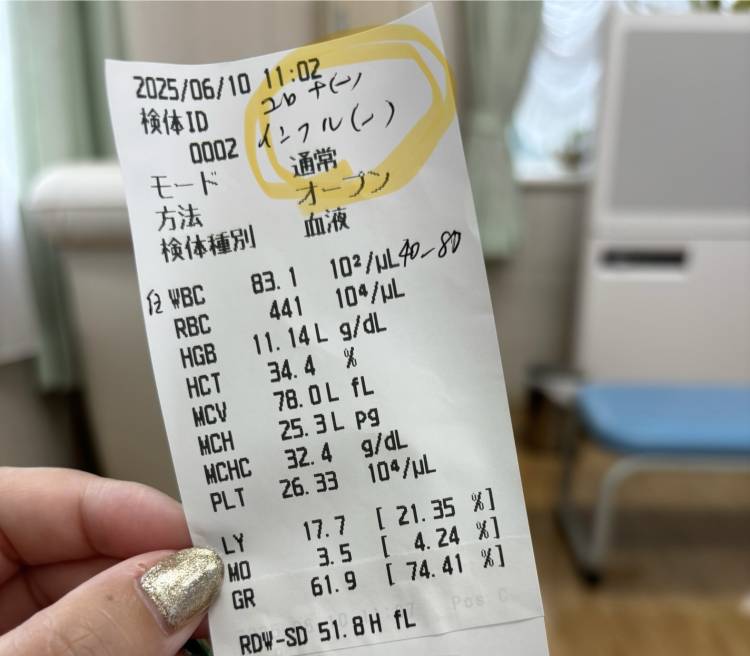 2025/06/10 11:02
検体ID コロナ(-)
0002 インフル(-)
モード 通常
方法 オープン
検体種別 血液
WBC 83.1 10²/μL 40-80
RBC 441 10⁴/μL
HGB 11.14L g/dL
HCT 34.4 %
MCV 78.0L fL
MCH 25.3L pg
MCHC 32.4 g/dL
PLT 26.33 10⁴/μL
LY 17.7 [ 21.35 %]
MO 3.5 [ 4.24 %]
GR 61.9 [ 74.41 %]
RDW-SD 51.8H fL